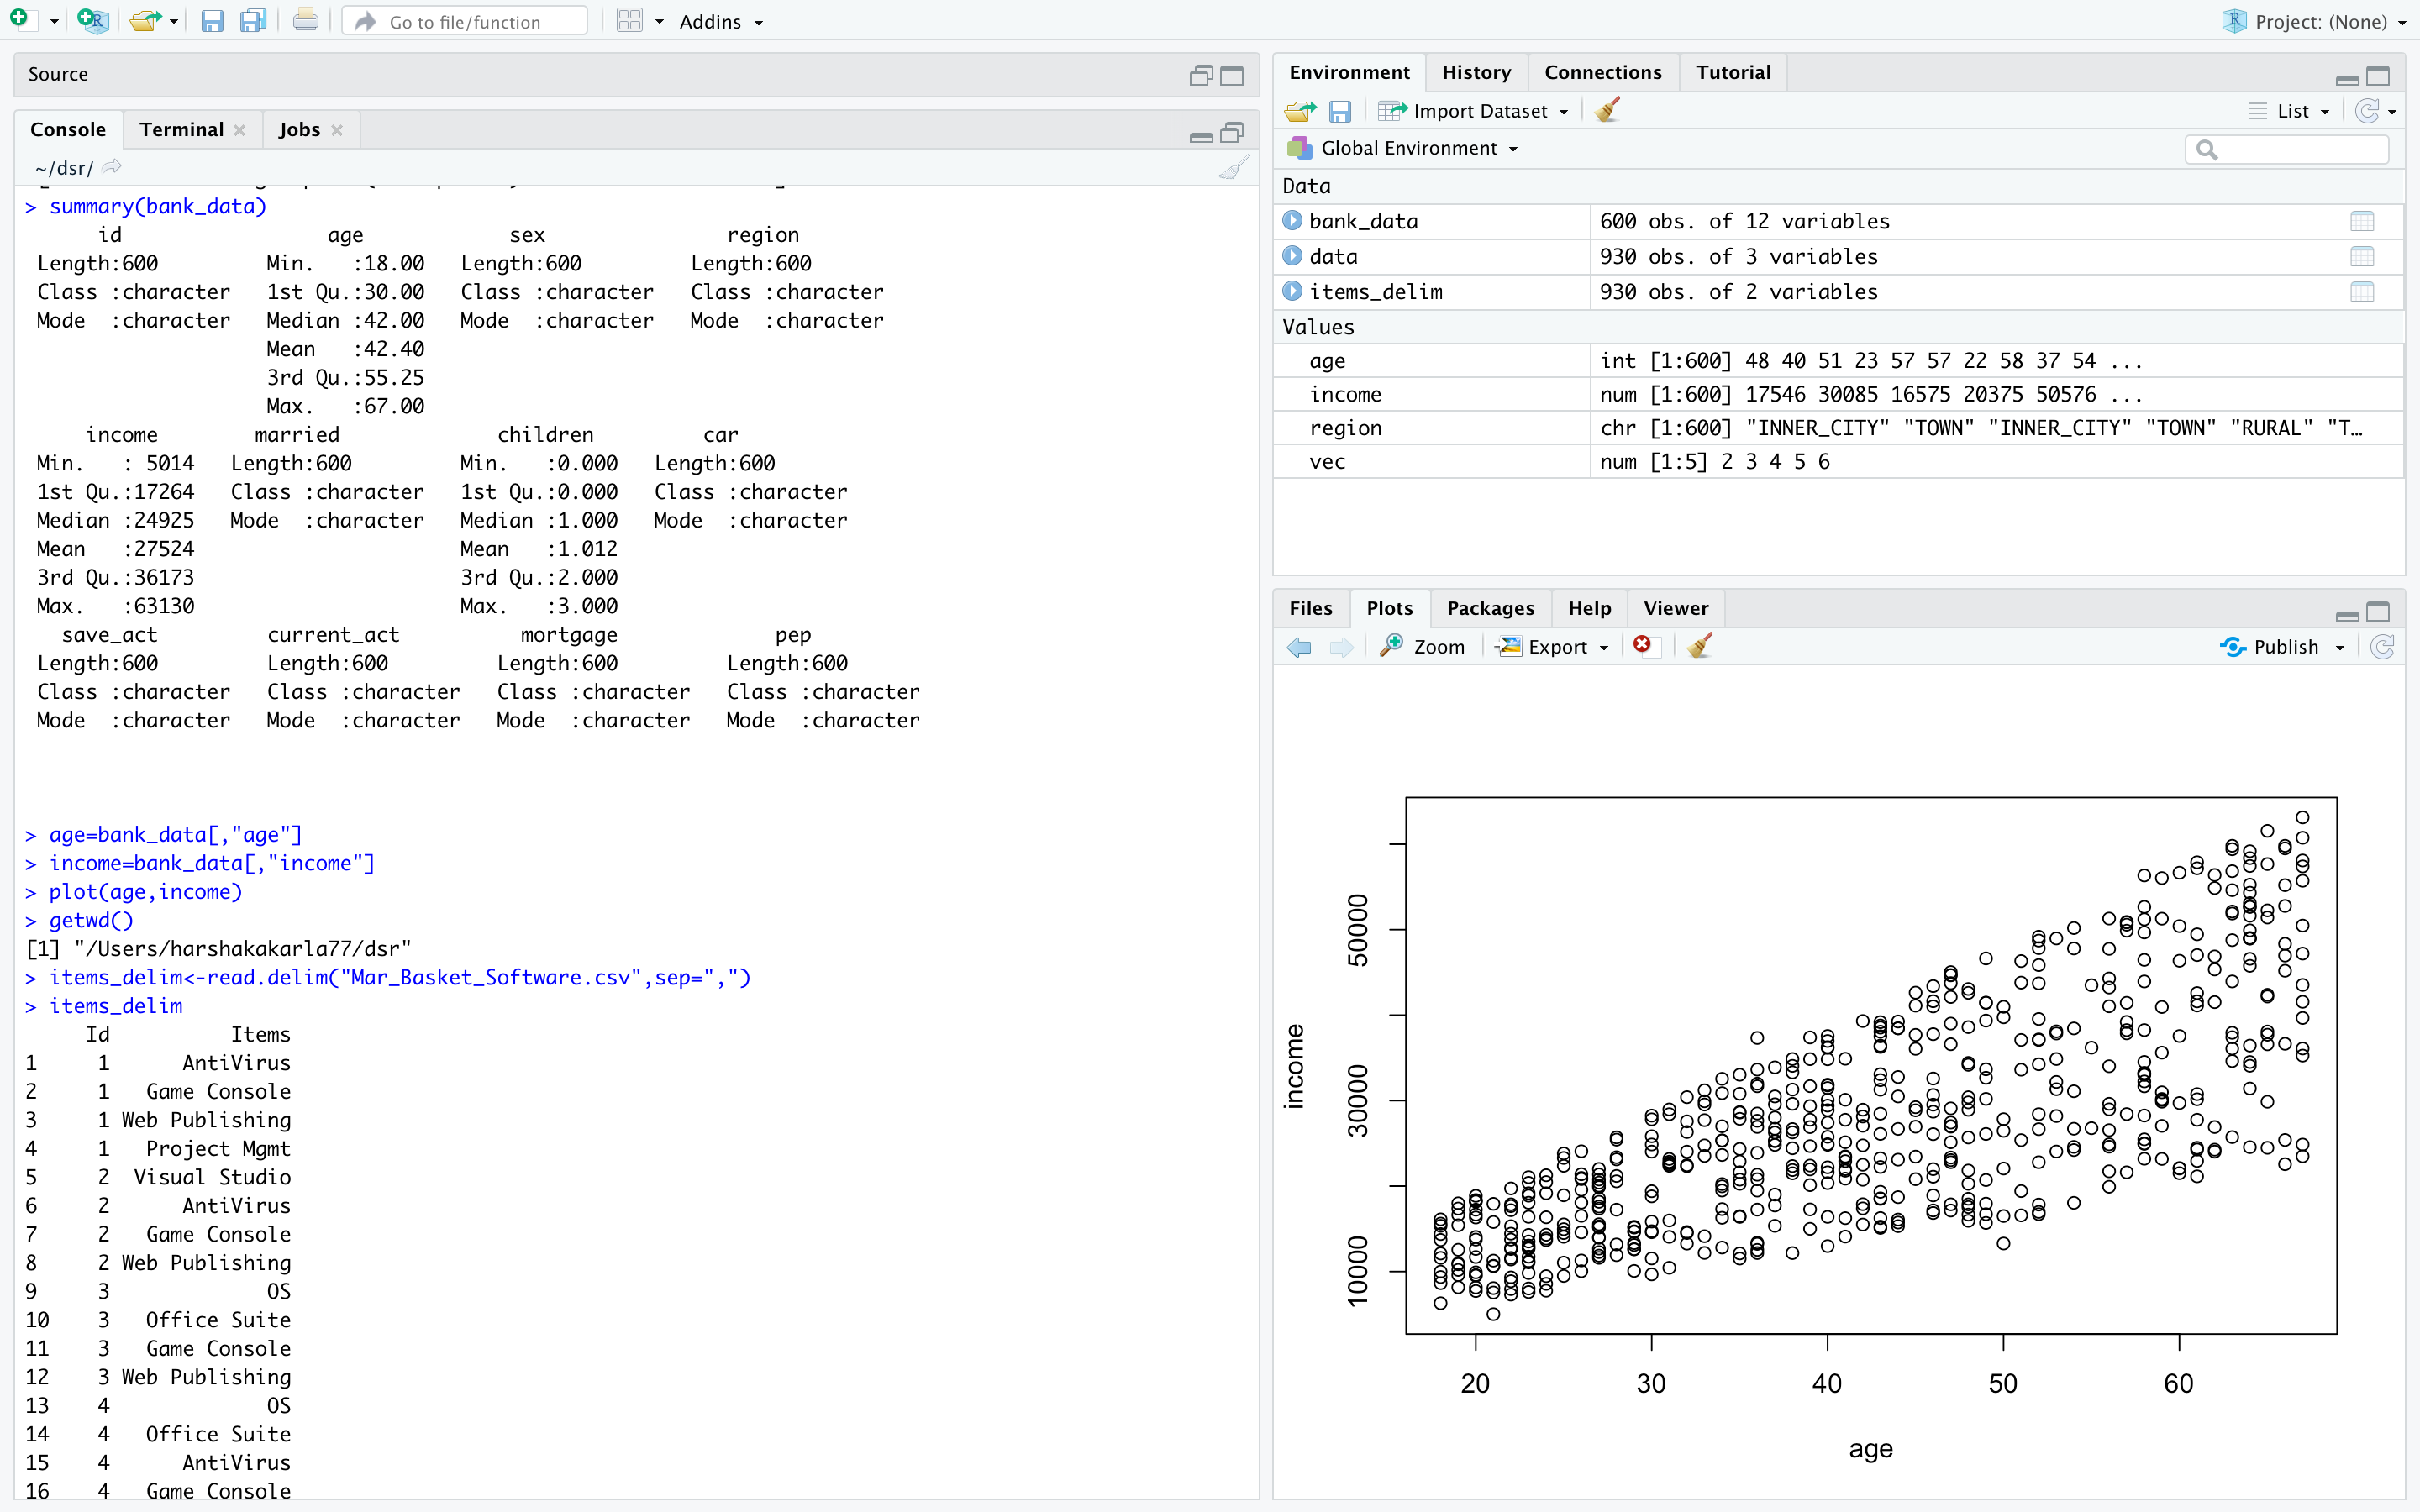 Go to file/function
Addins
Project: (None)
Source
Console Terminal Jobs
~/dsr/
> summary(bank_data)
id age sex region
Length:600 Min. :18.00 Length:600 Length:600
Class :character 1st Qu.:30.00 Class :character Class :character
Mode :character Median :42.00 Mode :character Mode :character
Mean :42.40
3rd Qu.:55.25
Max. :67.00
income married children car
Min. : 5014 Length:600 Min. :0.000 Length:600
1st Qu.:17264 Class :character 1st Qu.:0.000 Class :character
Median :24925 Mode :character Median :1.000 Mode :character
Mean :27524 Mean :1.012
3rd Qu.:36173 3rd Qu.:2.000
Max. :63130 Max. :3.000
save_act current_act mortgage pep
Length:600 Length:600 Length:600 Length:600
Class :character Class :character Class :character Class :character
Mode :character Mode :character Mode :character Mode :character
> age=bank_data[,"age"]
> income=bank_data[,"income"]
> plot(age,income)
> getwd()
[1] "/Users/harshakakarla77/dsr"
> items_delim<-read.delim("Mar_Basket_Software.csv",sep=",")
> items_delim
Id Items
1 1 AntiVirus
2 1 Game Console
3 1 Web Publishing
4 1 Project Mgmt
5 2 Visual Studio
6 2 AntiVirus
7 2 Game Console
8 2 Web Publishing
9 3 OS
10 3 Office Suite
11 3 Game Console
12 3 Web Publishing
13 4 OS
14 4 Office Suite
15 4 AntiVirus
16 4 Game Console
Environment History Connections Tutorial
Import Dataset List
Global Environment
Data
bank_data 600 obs. of 12 variables
data 930 obs. of 3 variables
items_delim 930 obs. of 2 variables
Values
age int [1:600] 48 40 51 23 57 57 22 58 37 54 ...
income num [1:600] 17546 30085 16575 20375 50576 ...
region chr [1:600] "INNER_CITY" "TOWN" "INNER_CITY" "TOWN" "RURAL" "T...
vec num [1:5] 2 3 4 5 6
Files Plots Packages Help Viewer
Zoom Export Publish
50000
30000
10000
income
20 30 40 50 60
age